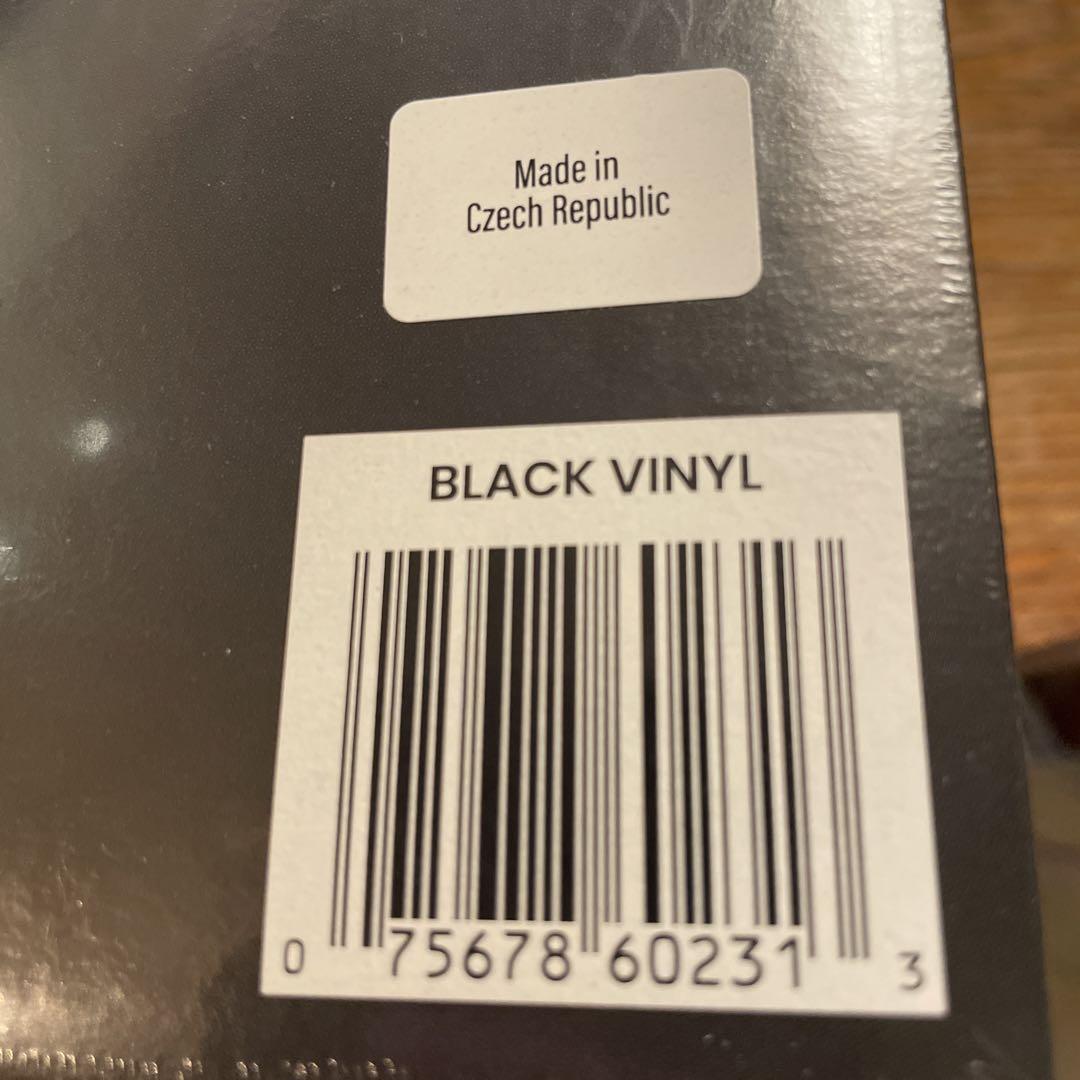 Made in
Czech Republic
BLACK VINYL
0 75678 60231 3